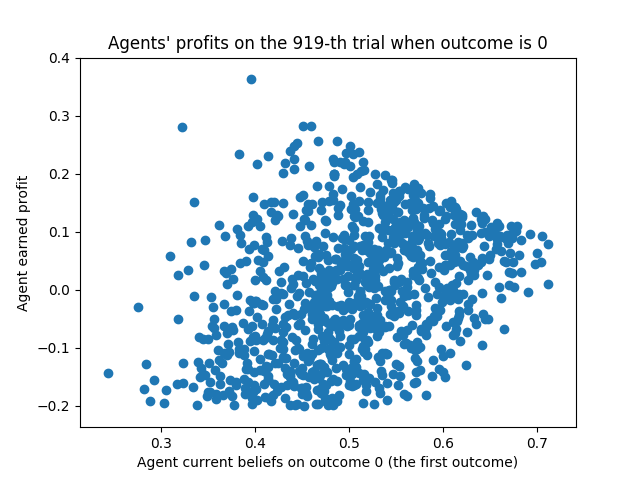 Agents' profits on the 919-th trial when outcome is 0
0.4
0.3
0.2
0.1
0.0
−0.1
−0.2
Agent earned profit
0.3 0.4 0.5 0.6 0.7
Agent current beliefs on outcome 0 (the first outcome)